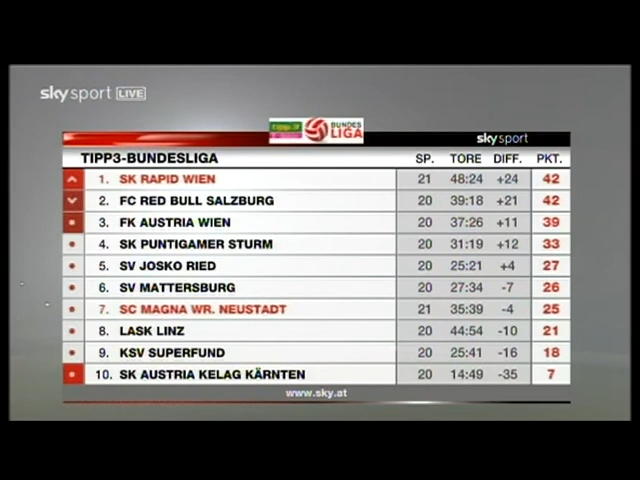 sky sport LIVE
tipp3
BUNDES
LIGA
sky sport
TIPP3-BUNDESLIGA SP. TORE DIFF. PKT.
1. SK RAPID WIEN 21 48:24 +24 42
2. FC RED BULL SALZBURG 20 39:18 +21 42
3. FK AUSTRIA WIEN 20 37:26 +11 39
4. SK PUNTIGAMER STURM 20 31:19 +12 33
5. SV JOSKO RIED 20 25:21 +4 27
6. SV MATTERSBURG 20 27:34 -7 26
7. SC MAGNA WR. NEUSTADT 21 35:39 -4 25
8. LASK LINZ 20 44:54 -10 21
9. KSV SUPERFUND 20 25:41 -16 18
10. SK AUSTRIA KELAG KÄRNTEN 20 14:49 -35 7
www.sky.at